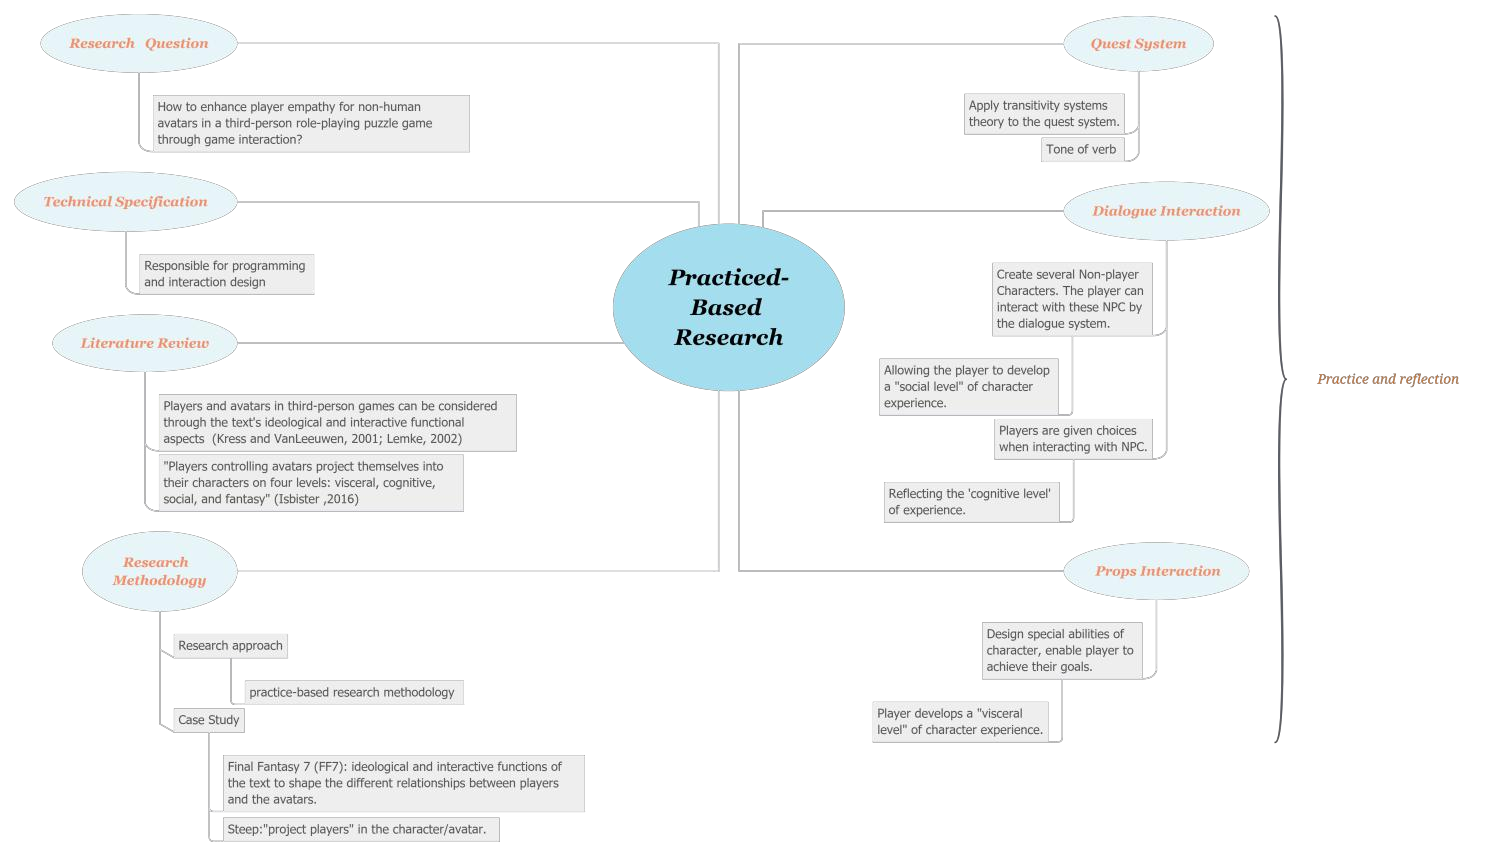 Research Question
How to enhance player empathy for non-human
avatars in a third-person role-playing puzzle game
through game interaction?
Technical Specification
Responsible for programming
and interaction design
Literature Review
Players and avatars in third-person games can be considered
through the text's ideological and interactive functional
aspects (Kress and VanLeeuwen, 2001; Lemke, 2002)
"Players controlling avatars project themselves into
their characters on four levels: visceral, cognitive,
social, and fantasy" (Isbister ,2016)
Research
Methodology
Research approach
practice-based research methodology
Case Study
Final Fantasy 7 (FF7): ideological and interactive functions of
the text to shape the different relationships between players
and the avatars.
Steep:"project players" in the character/avatar.
Practiced-
Based
Research
Quest System
Apply transitivity systems
theory to the quest system.
Tone of verb
Dialogue Interaction
Create several Non-player
Characters. The player can
interact with these NPC by
the dialogue system.
Allowing the player to develop
a "social level" of character
experience.
Players are given choices
when interacting with NPC.
Reflecting the 'cognitive level'
of experience.
Props Interaction
Design special abilities of
character, enable player to
achieve their goals.
Player develops a "visceral
level" of character experience.
Practice and reflection